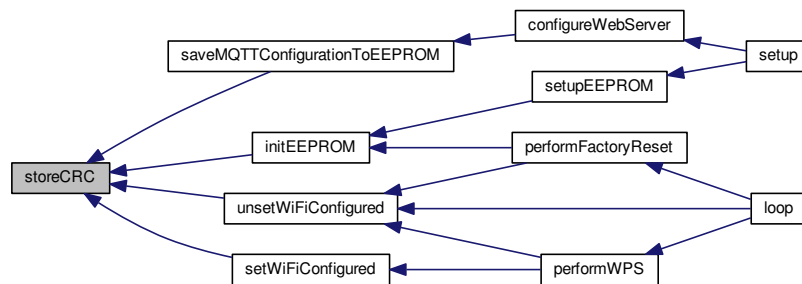 configureWebServer
saveMQTTConfigurationToEEPROM
setup
setupEEPROM
initEEPROM
performFactoryReset
storeCRC
unsetWiFiConfigured
loop
setWiFiConfigured
performWPS